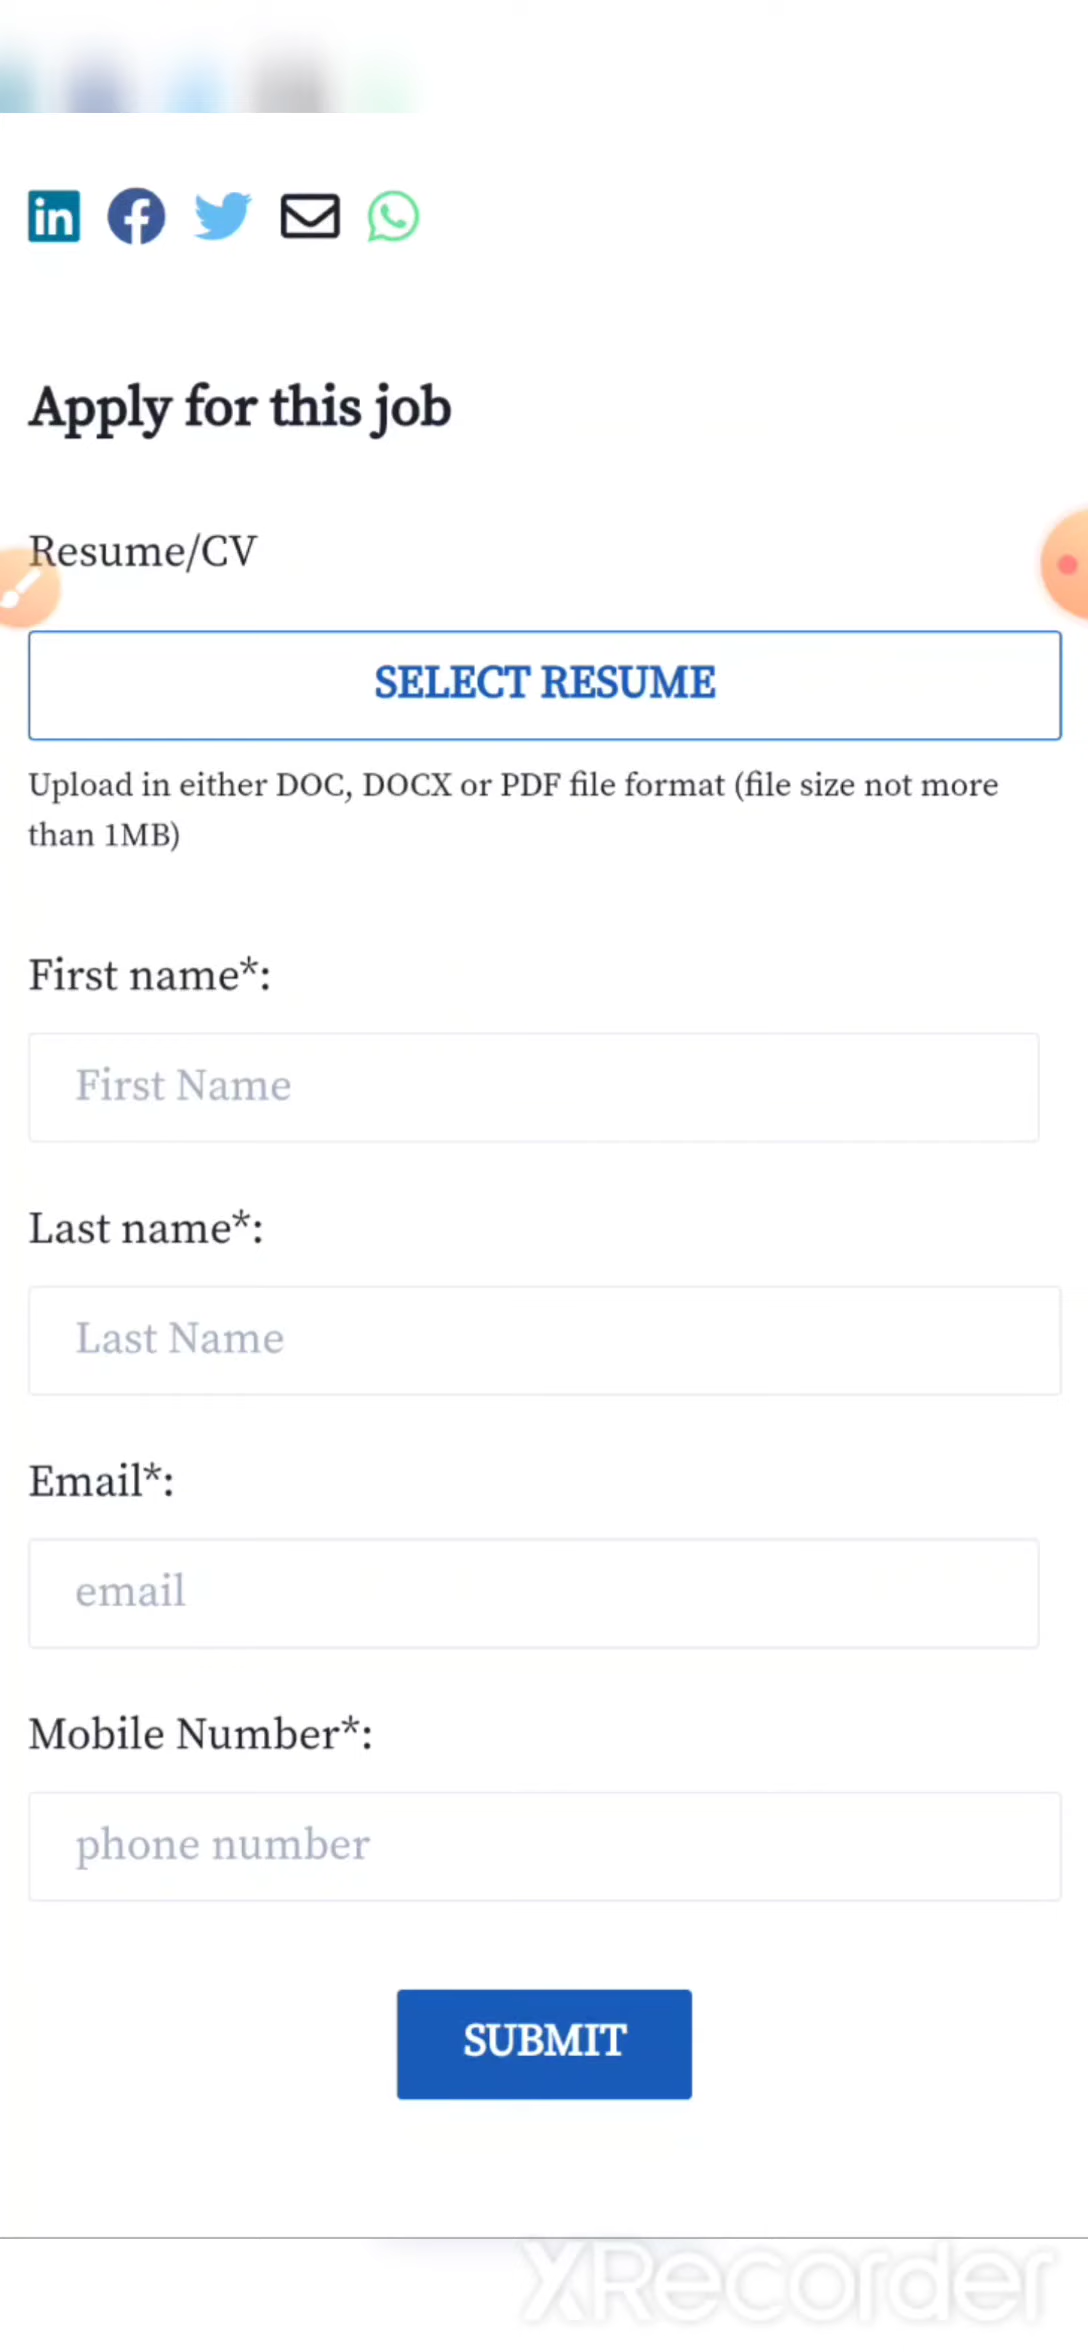 in
Apply for this job
Resume/CV
SELECT RESUME
Upload in either DOC, DOCX or PDF file format (file size not more
than 1MB)
First name*:
First Name
Last name*:
Last Name
Email*:
email
Mobile Number*:
phone number
SUBMIT
XRecorder